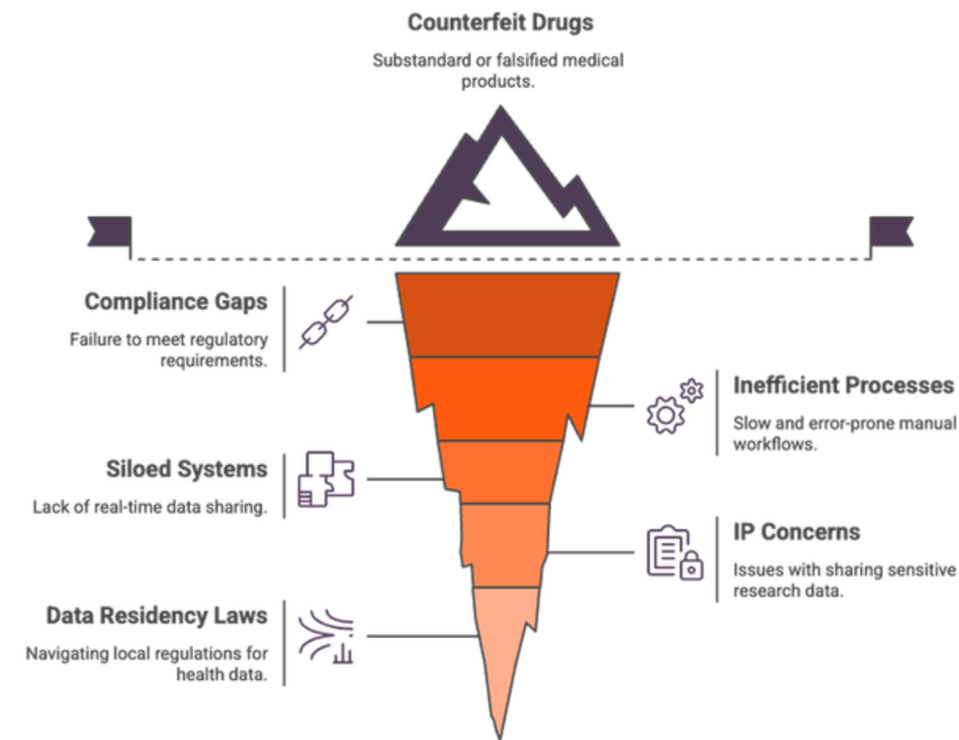 Counterfeit Drugs
Substandard or falsified medical
products.
Compliance Gaps
Failure to meet regulatory
requirements.
Inefficient Processes
Slow and error-prone manual
workflows.
Siloed Systems
Lack of real-time data sharing.
IP Concerns
Issues with sharing sensitive
research data.
Data Residency Laws
Navigating local regulations for
health data.